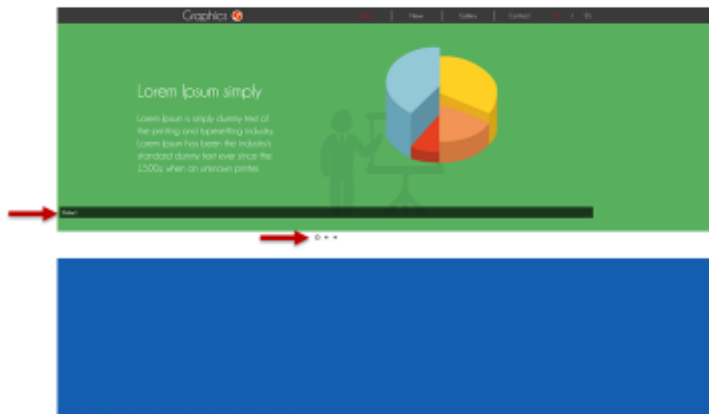 Graphics
News
Gallery
Contact
ES
Lorem Ipsum simply
Lorem Ipsum is simply dummy text of
the printing and typesetting industry.
Lorem Ipsum has been the industry's
standard dummy text ever since the
1500s, when an unknown printer